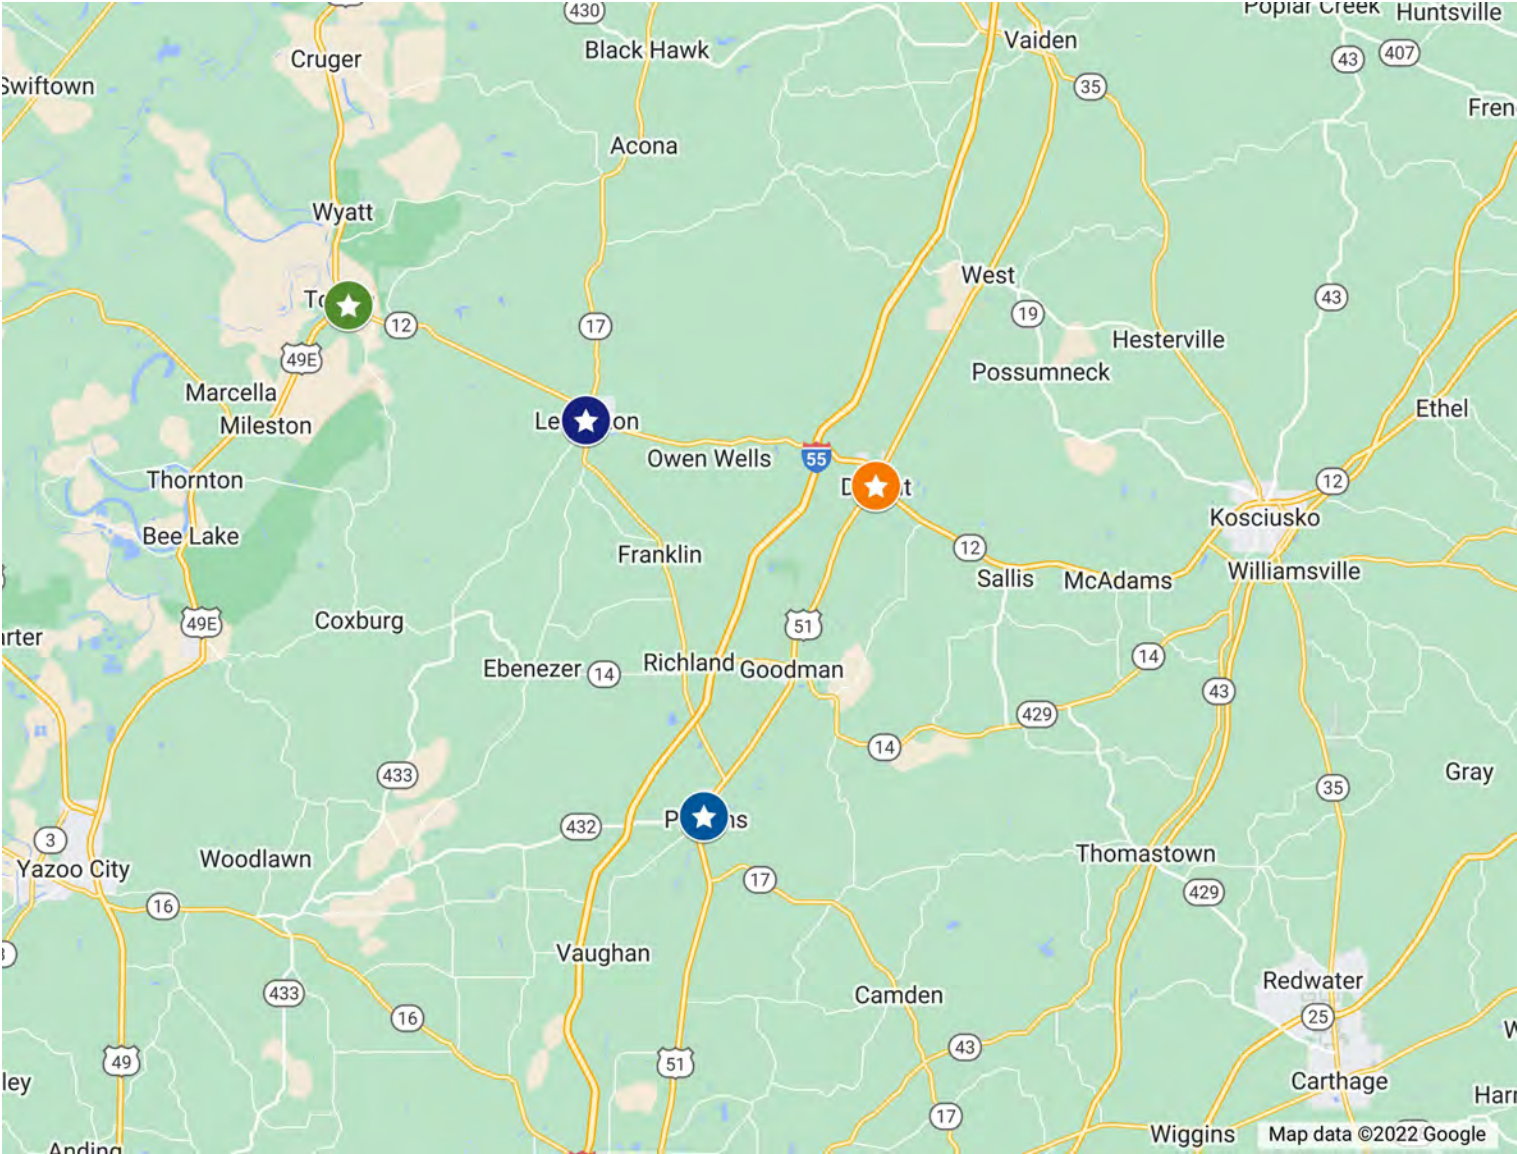 430
Poplar Creek
Huntsville
Black Hawk
Vaiden
43
407
Cruger
Swiftown
35
Fren
Acona
Wyatt
West
43
To
12
17
19
49E
Hesterville
Possumneck
Marcella
Mileston
Ethel
Le on
Owen Wells
55
Thornton
D t
12
Kosciusko
Bee Lake
Franklin
12
Sallis
McAdams
Williamsville
49E
Coxburg
51
arter
14
Ebenezer
14
Richland
Goodman
43
429
14
433
Gray
35
P ns
432
3
Woodlawn
Thomastown
Yazoo City
17
429
16
Vaughan
Redwater
433
Camden
16
25
43
49
51
ley
Carthage
Harr
17
Wiggins
Anding
Map data ©2022 Google